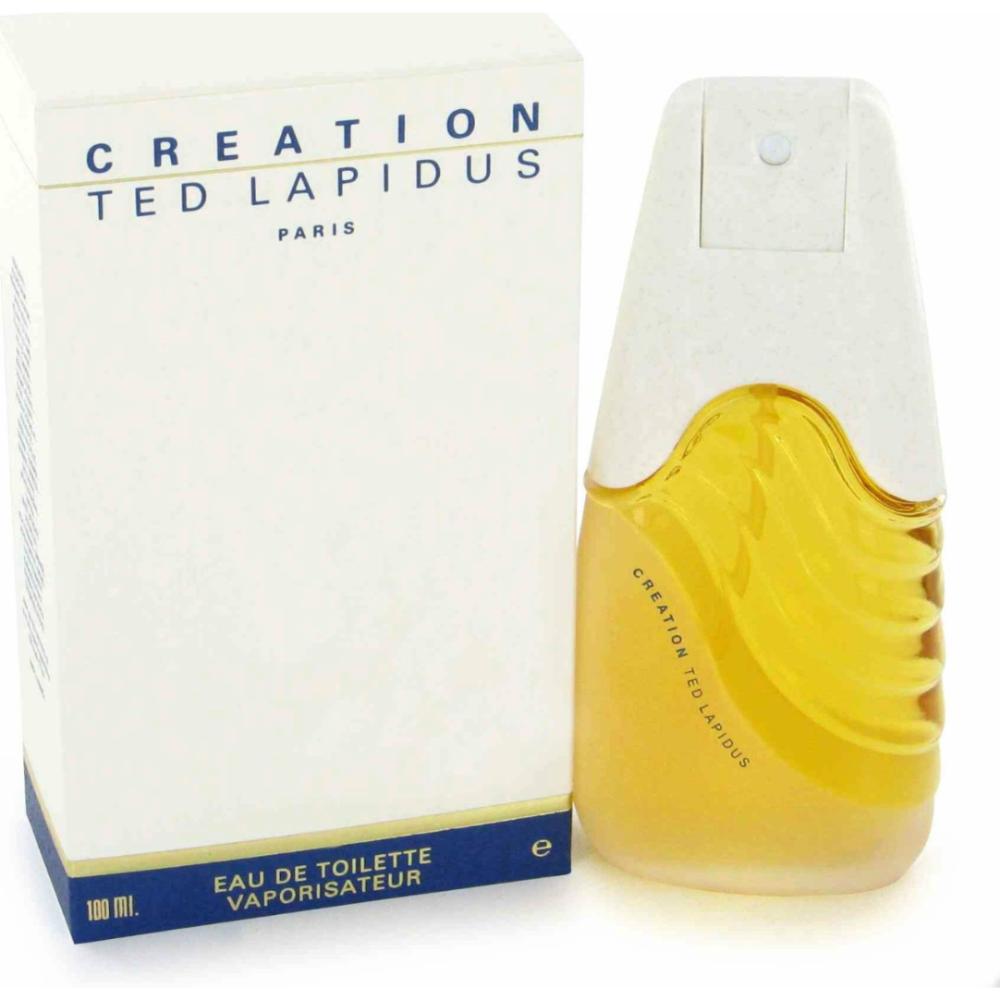 CREATION
TED LAPIDUS
PARIS
100 ml.
EAU DE TOILETTE
VAPORISATEUR
e
CREATION TED LAPIDUS